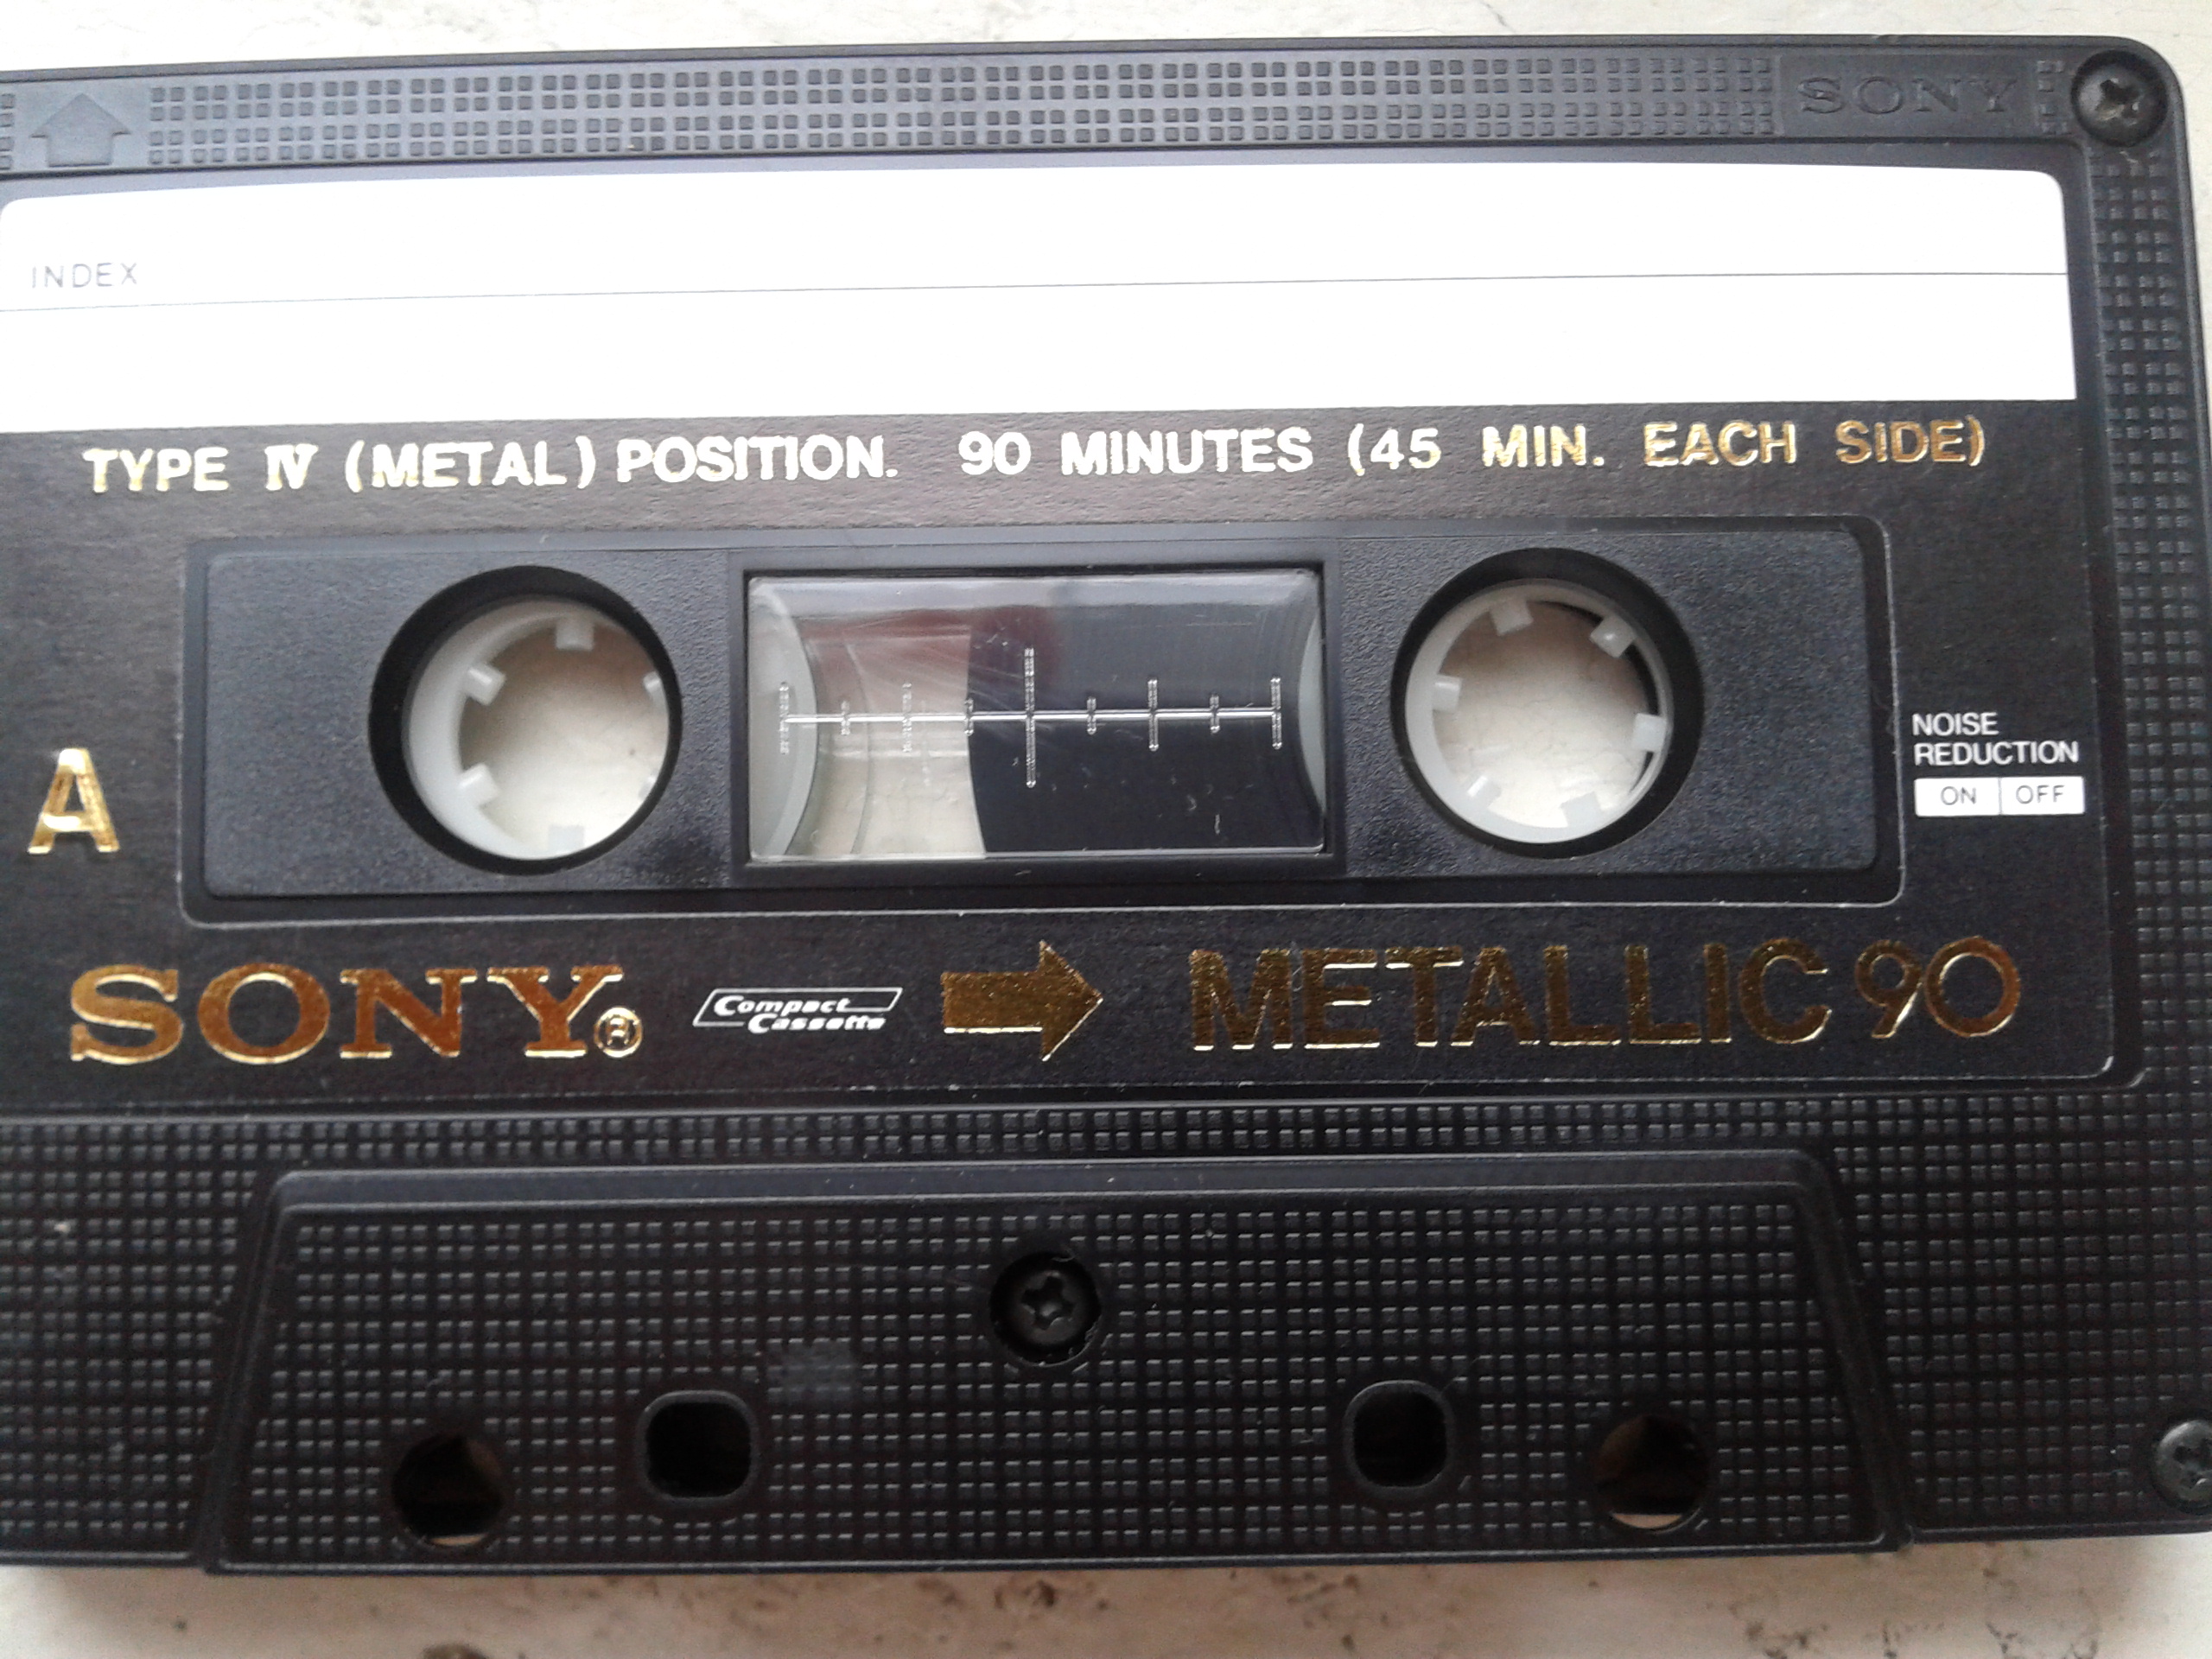 SONY
INDEX
TYPE IV (METAL) POSITION. 90 MINUTES (45 MIN. EACH SIDE)
A
NOISE
REDUCTION
ON OFF
SONY® Compact Cassette METALLIC 90